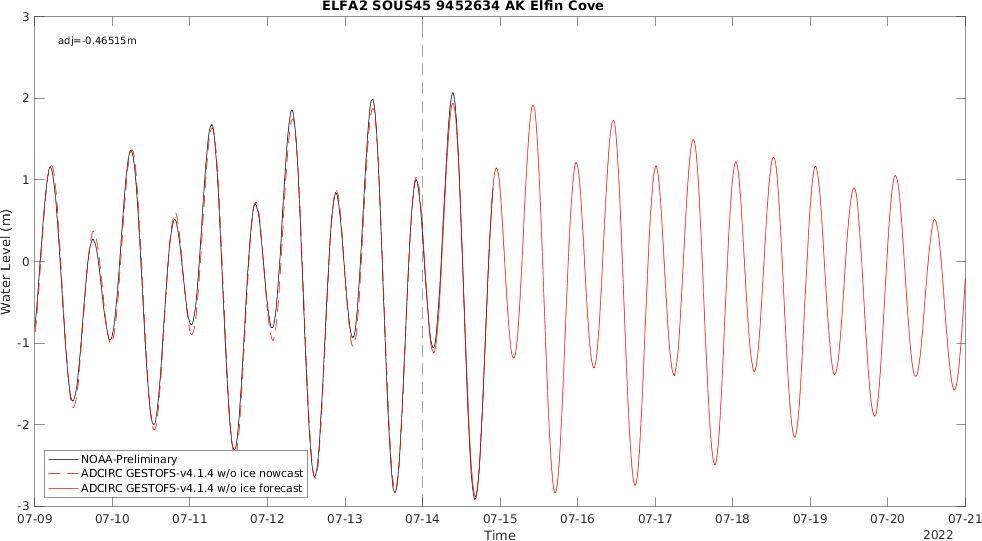 ELFA2 SOUS45 9452634 AK Elfin Cove
adj=-0.46515m
3
2
1
0
-1
-2
-3
Water Level (m)
NOAA-Preliminary
ADCIRC GESTOFS-v4.1.4 w/o ice nowcast
ADCIRC GESTOFS-v4.1.4 w/o ice forecast
07-09 07-10 07-11 07-12 07-13 07-14 07-15 07-16 07-17 07-18 07-19 07-20 07-21
Time
2022